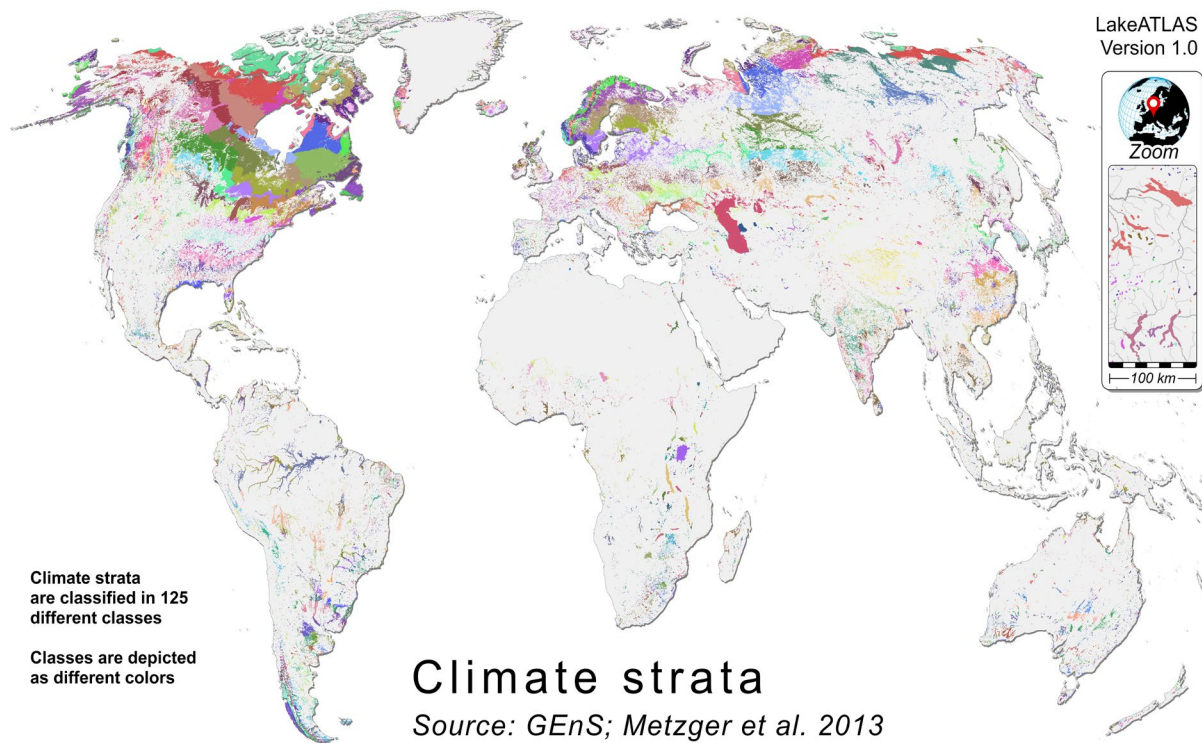 LakeATLAS
Version 1.0
Zoom
100 km
Climate strata
are classified in 125
different classes
Classes are depicted
as different colors
Climate strata
Source: GEnS; Metzger et al. 2013